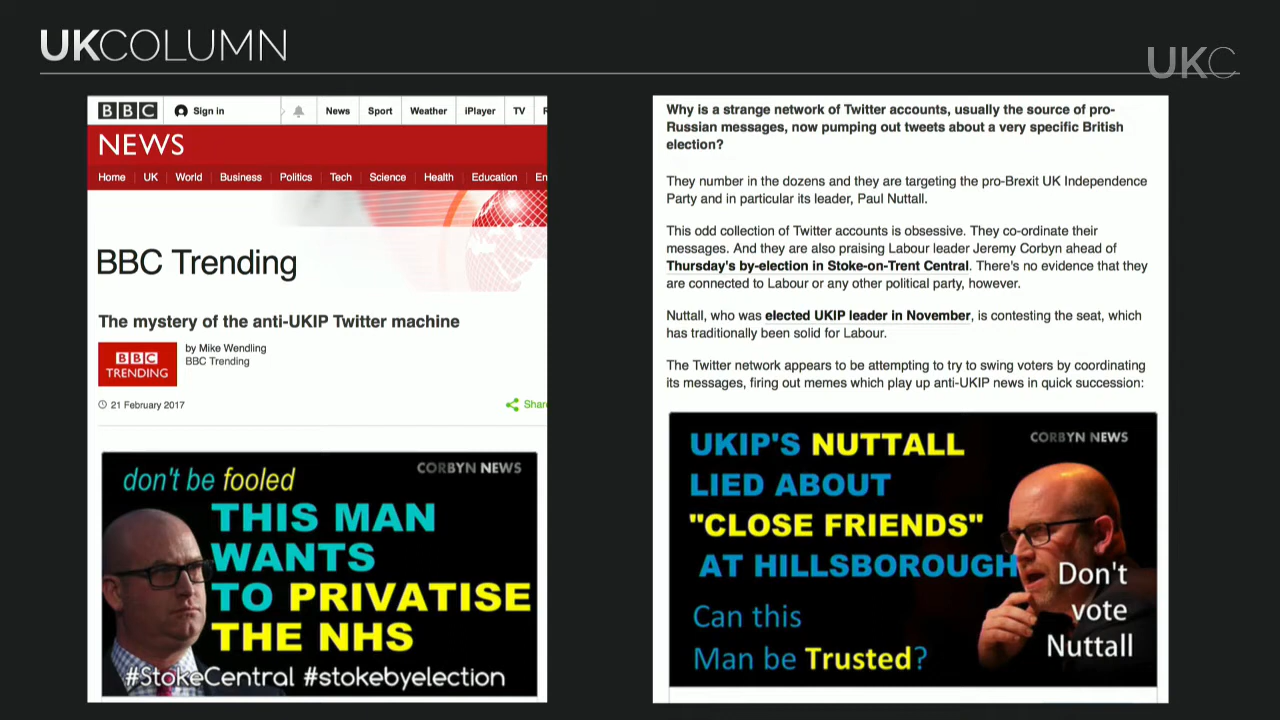 UKCOLUMN
UKC
BBC Sign in News Sport Weather iPlayer TV
NEWS
Home UK World Business Politics Tech Science Health Education En
BBC Trending
The mystery of the anti-UKIP Twitter machine
BBC
TRENDING
by Mike Wendling
BBC Trending
21 February 2017
Share
CORBYN NEWS
don't be fooled
THIS MAN
WANTS
TO PRIVATISE
THE NHS
#StokeCentral #stokebyelection
Why is a strange network of Twitter accounts, usually the source of pro-
Russian messages, now pumping out tweets about a very specific British
election?
They number in the dozens and they are targeting the pro-Brexit UK Independence
Party and in particular its leader, Paul Nuttall.
This odd collection of Twitter accounts is obsessive. They co-ordinate their
messages. And they are also praising Labour leader Jeremy Corbyn ahead of
Thursday's by-election in Stoke-on-Trent Central. There's no evidence that they
are connected to Labour or any other political party, however.
Nuttall, who was elected UKIP leader in November, is contesting the seat, which
has traditionally been solid for Labour.
The Twitter network appears to be attempting to try to swing voters by coordinating
its messages, firing out memes which play up anti-UKIP news in quick succession:
CORBYN NEWS
UKIP'S NUTTALL
LIED ABOUT
"CLOSE FRIENDS"
AT HILLSBOROUGH
Can this
Man be Trusted?
Don't
vote
Nuttall